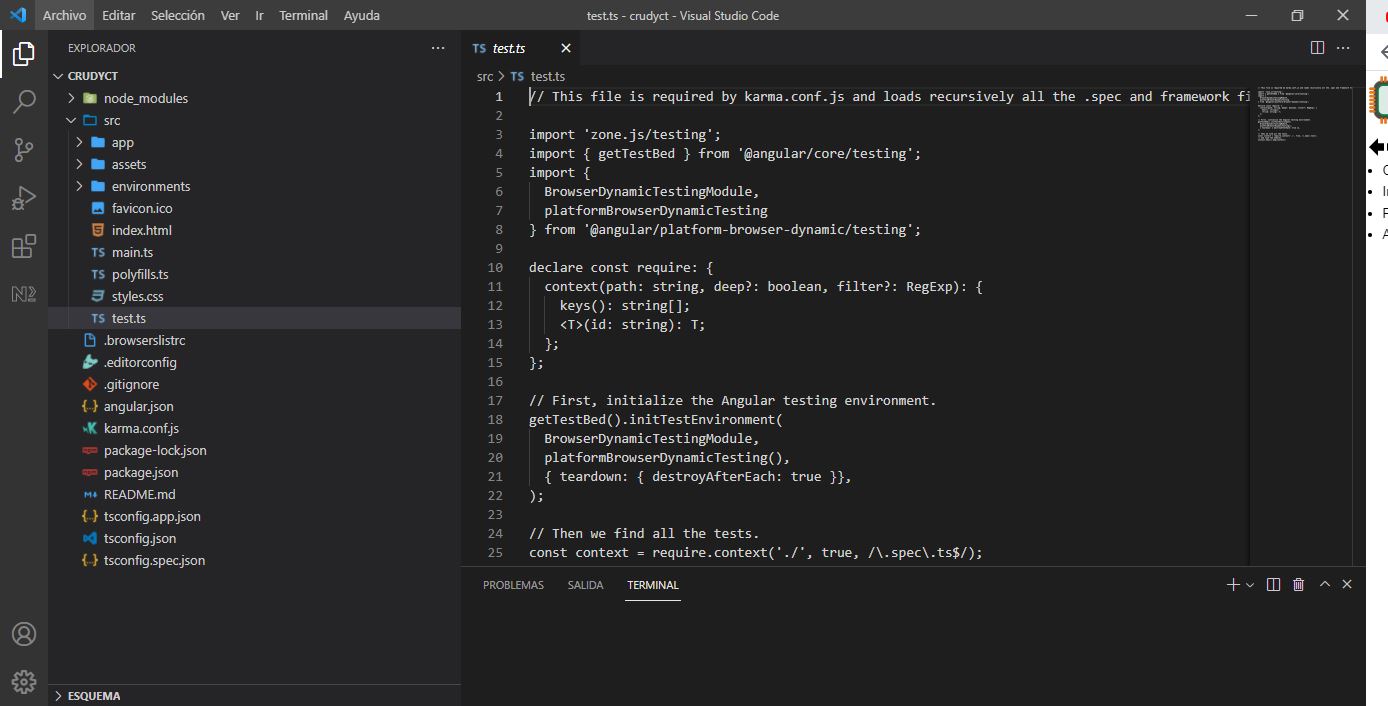 Archivo Editar Selección Ver Ir Terminal Ayuda
test.ts - crudyct - Visual Studio Code
EXPLORADOR
CRUDYCT
node_modules
src
app
assets
environments
favicon.ico
index.html
TS main.ts
TS polyfills.ts
styles.css
TS test.ts
.browserslistrc
.editorconfig
.gitignore
angular.json
karma.conf.js
package-lock.json
package.json
README.md
tsconfig.app.json
tsconfig.json
tsconfig.spec.json
ESQUEMA
TS test.ts
src > TS test.ts
1 // This file is required by karma.conf.js and loads recursively all the .spec and framework fi
2
3 import 'zone.js/testing';
4 import { getTestBed } from '@angular/core/testing';
5 import {
6 BrowserDynamicTestingModule,
7 platformBrowserDynamicTesting
8 } from '@angular/platform-browser-dynamic/testing';
9
10 declare const require: {
11 context(path: string, deep?: boolean, filter?: RegExp): {
12 keys(): string[];
13 <T>(id: string): T;
14 };
15 };
16
17 // First, initialize the Angular testing environment.
18 getTestBed().initTestEnvironment(
19 BrowserDynamicTestingModule,
20 platformBrowserDynamicTesting(),
21 { teardown: { destroyAfterEach: true }},
22 );
23
24 // Then we find all the tests.
25 const context = require.context('./', true, /\.spec\.ts$/);
PROBLEMAS SALIDA TERMINAL